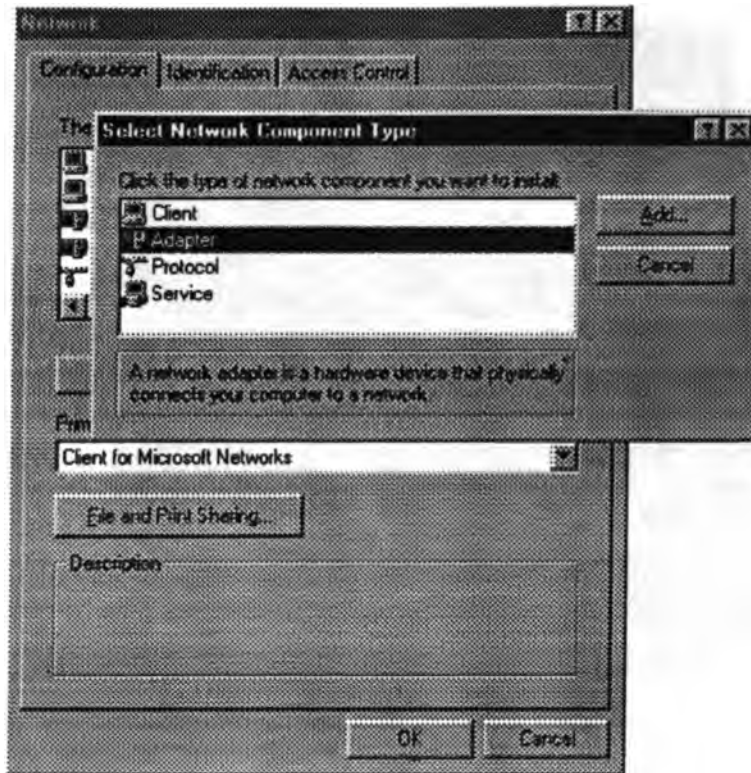 Network
Configuration Identification Access Control
The
Select Network Component Type
Click the type of network component you want to install:
Client
Adapter
Protocol
Service
Add...
Cancel
A network adapter is a hardware device that physically
connects your computer to a network.
Prim
Client for Microsoft Networks
File and Print Sharing...
Description
OK Cancel